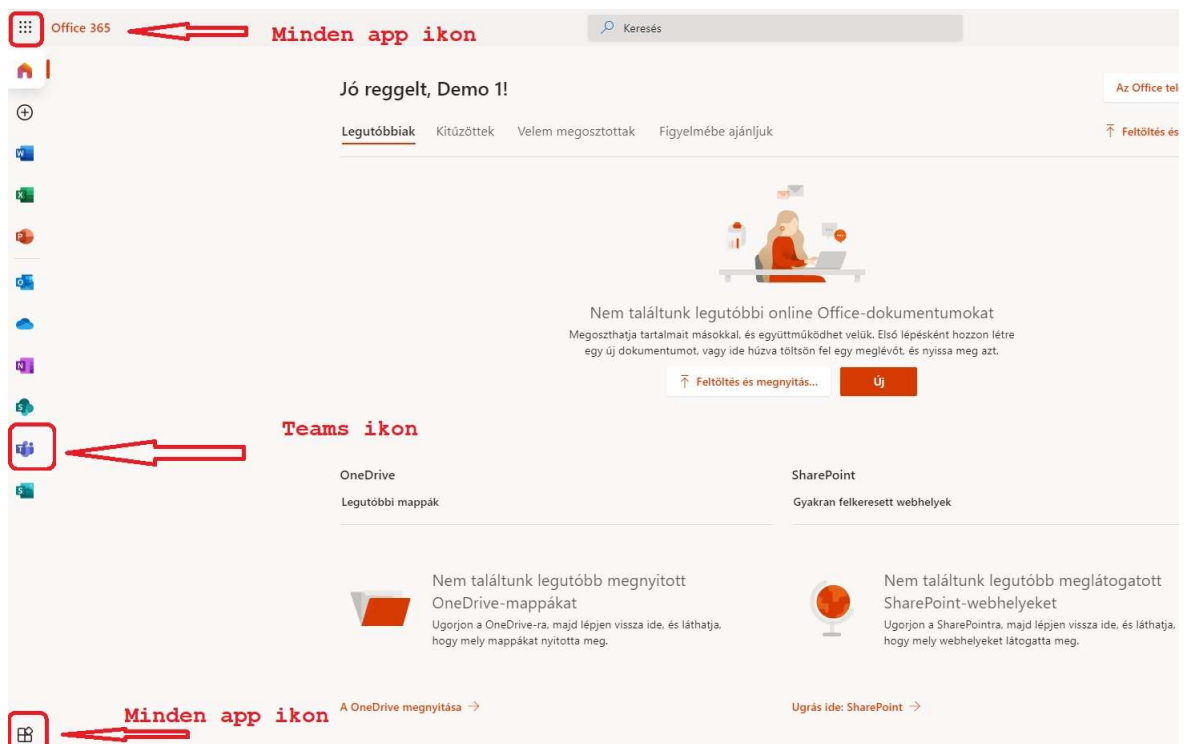 Office 365
Minden app ikon
Keresés
Jó reggelt, Demo 1!
Az Office tel
Legutóbbiak Kitűzöttek Velem megosztottak Figyelmébe ajánljuk
Feltöltés és
Nem találtunk legutóbbi online Office-dokumentumokat
Megoszthatja tartalmait másokkal, és együttműködhet velük. Első lépésként hozzon létre
egy új dokumentumot, vagy ide húzva töltsön fel egy meglévőt, és nyissa meg azt.
Feltöltés és megnyitás... Új
Teams ikon
OneDrive
Legutóbbi mappák
SharePoint
Gyakran felkeresett webhelyek
Nem találtunk legutóbb megnyitott
OneDrive-mappákat
Ugorjon a OneDrive-ra, majd lépjen vissza ide, és láthatja,
hogy mely mappákat nyitotta meg.
Nem találtunk legutóbb meglátogatott
SharePoint-webhelyeket
Ugorjon a SharePointra, majd lépjen vissza ide, és láthatja,
hogy mely webhelyeket látogatta meg.
Minden app ikon
A OneDrive megnyitása →
Ugrás ide: SharePoint →